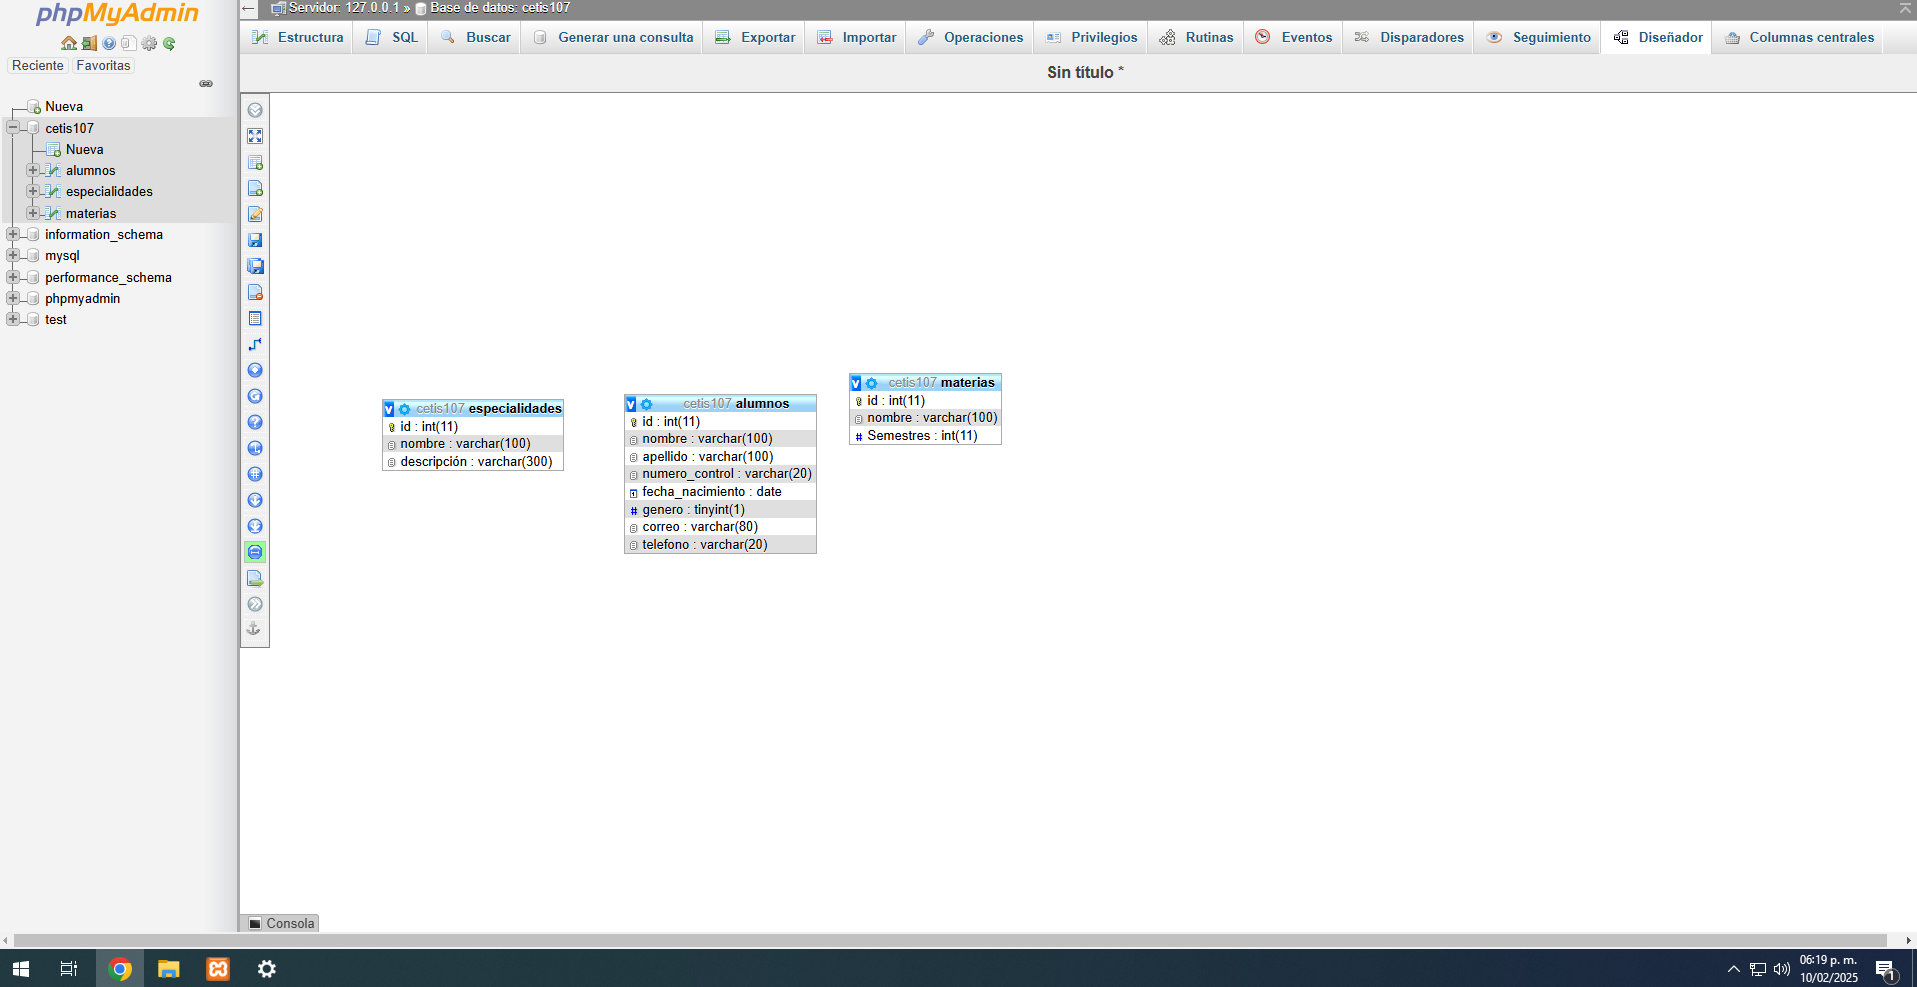 phpMyAdmin
Reciente Favoritas
Nueva
cetis107
Nueva
alumnos
especialidades
materias
information_schema
mysql
performance_schema
phpmyadmin
test
Servidor: 127.0.0.1 » Base de datos: cetis107
Estructura SQL Buscar Generar una consulta Exportar Importar Operaciones Privilegios Rutinas Eventos Disparadores Seguimiento Diseñador Columnas centrales
Sin título *
v cetis107 especialidades
id : int(11)
nombre : varchar(100)
descripción : varchar(300)
v cetis107 alumnos
id : int(11)
nombre : varchar(100)
apellido : varchar(100)
numero_control : varchar(20)
fecha_nacimiento : date
# genero : tinyint(1)
correo : varchar(80)
telefono : varchar(20)
v cetis107 materias
id : int(11)
nombre : varchar(100)
# Semestres : int(11)
Consola
06:19 p. m.
10/02/2025
1